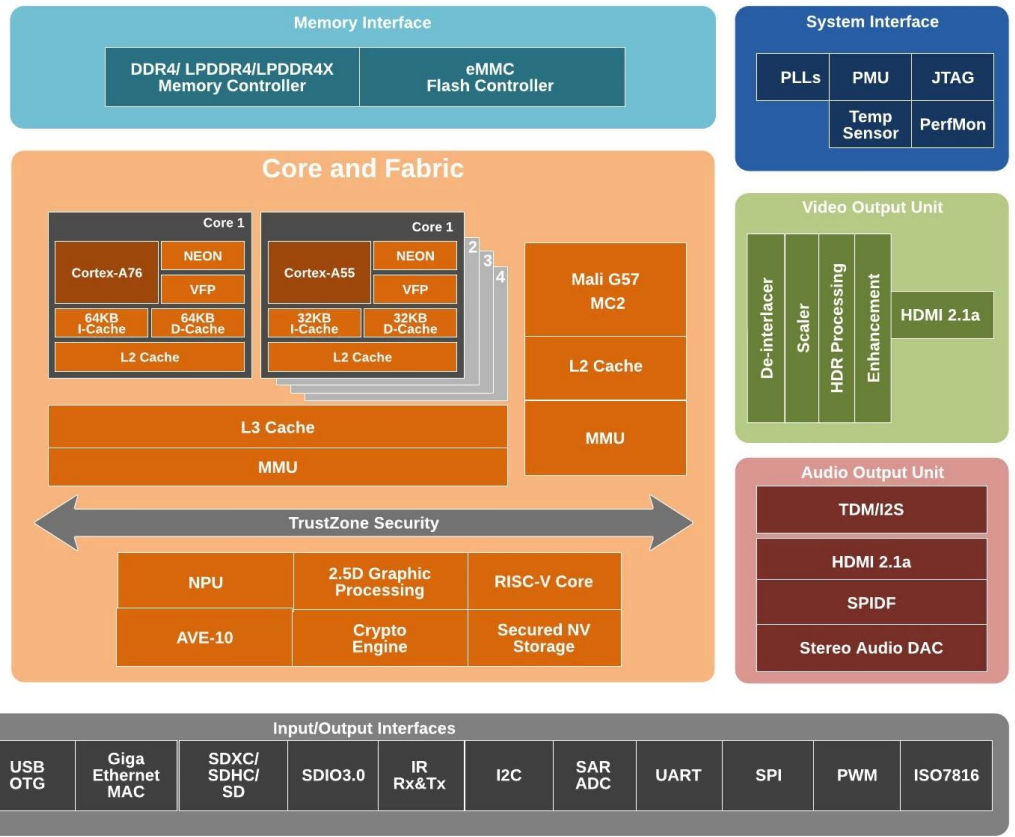 Memory Interface
DDR4/ LPDDR4/LPDDR4X
Memory Controller
eMMC
Flash Controller
System Interface
PLLs
PMU
JTAG
Temp
Sensor
PerfMon
Core and Fabric
Core 1
Cortex-A76
NEON
VFP
64KB
I-Cache
64KB
D-Cache
L2 Cache
Core 1
2
3
4
Cortex-A55
NEON
VFP
32KB
I-Cache
32KB
D-Cache
L2 Cache
Mali G57
MC2
L2 Cache
MMU
L3 Cache
MMU
TrustZone Security
NPU
2.5D Graphic
Processing
RISC-V Core
AVE-10
Crypto
Engine
Secured NV
Storage
Video Output Unit
De-interlacer
Scaler
HDR Processing
Enhancement
HDMI 2.1a
Audio Output Unit
TDM/I2S
HDMI 2.1a
SPIDF
Stereo Audio DAC
Input/Output Interfaces
USB
OTG
Giga
Ethernet
MAC
SDXC/
SDHC/
SD
SDIO3.0
IR
Rx&Tx
I2C
SAR
ADC
UART
SPI
PWM
ISO7816